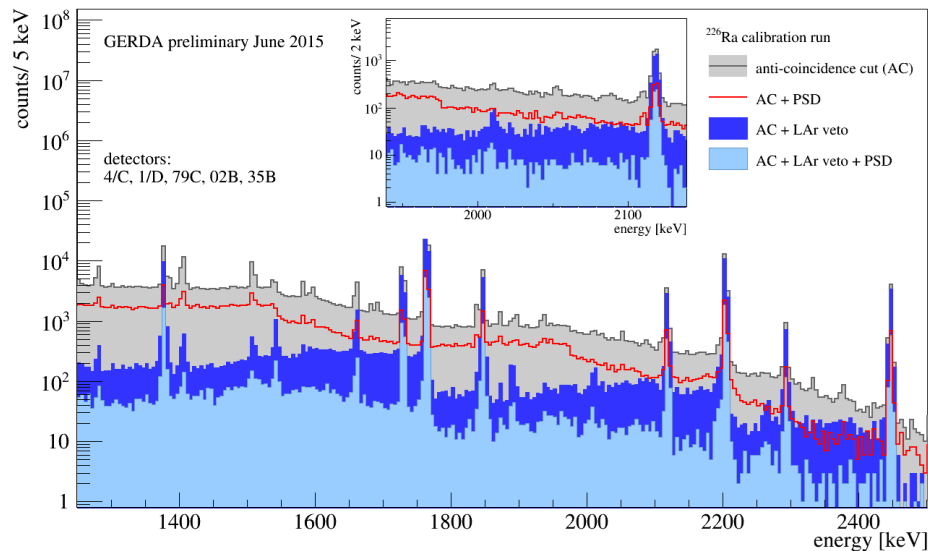 counts/ 5 keV
10^8
10^7
10^6
10^5
10^4
10^3
10^2
10
1
GERDA preliminary June 2015
detectors:
4/C, 1/D, 79C, 02B, 35B
counts/ 2 keV
10^3
10^2
10
1
2000
2100
energy [keV]
^226Ra calibration run
anti-coincidence cut (AC)
AC + PSD
AC + LAr veto
AC + LAr veto + PSD
1400
1600
1800
2000
2200
2400
energy [keV]